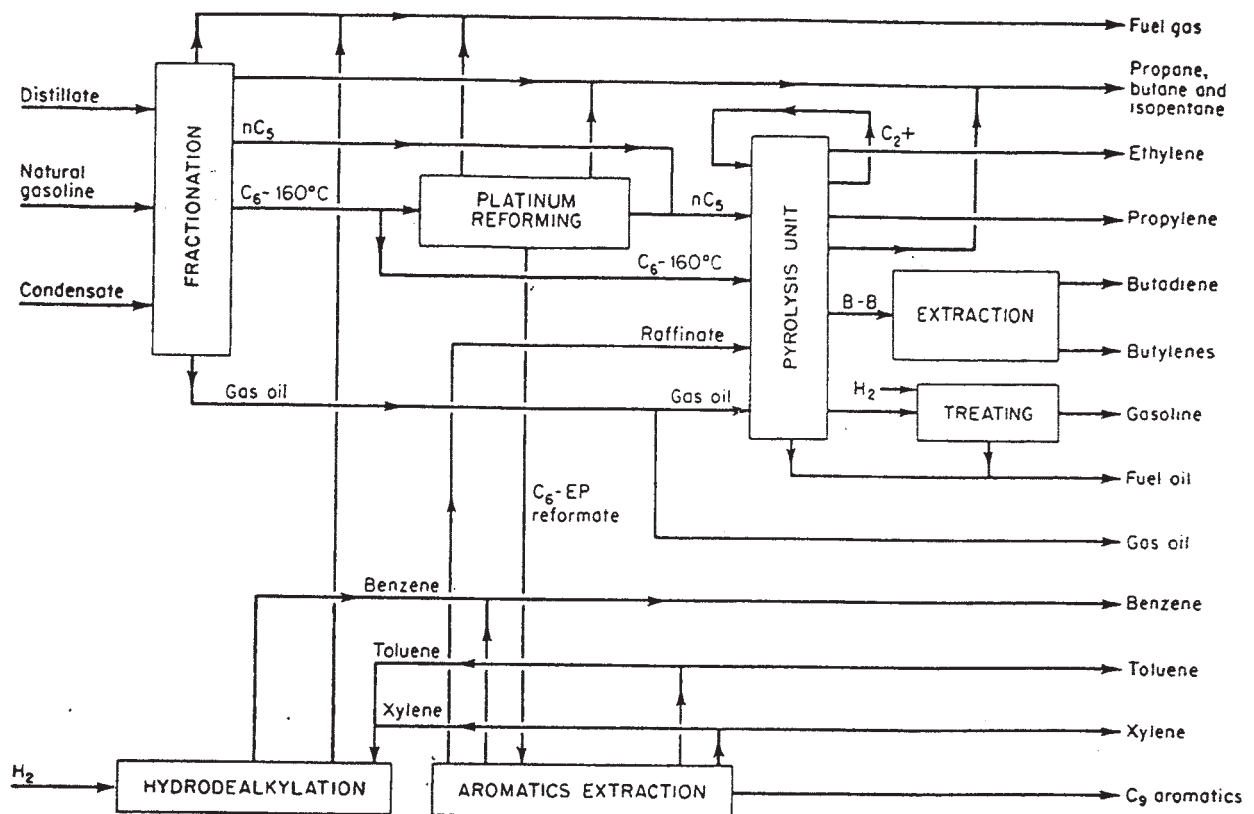 Fuel gas
Propane,
butane and
isopentane
Distillate
nC₅
C₂+
Ethylene
Natural
gasoline
C₆-160°C
PLATINUM
REFORMING
nC₅
Propylene
FRACTIONATION
C₆-160°C
PYROLYSIS UNIT
Condensate
B-B
EXTRACTION
Butadiene
Raffinate
Butylenes
Gas oil
Gas oil
H₂
TREATING
Gasoline
Fuel oil
C₆-EP
reformate
Gas oil
Benzene
Benzene
Toluene
Toluene
Xylene
Xylene
H₂
HYDRODEALKYLATION
AROMATICS EXTRACTION
C₉ aromatics